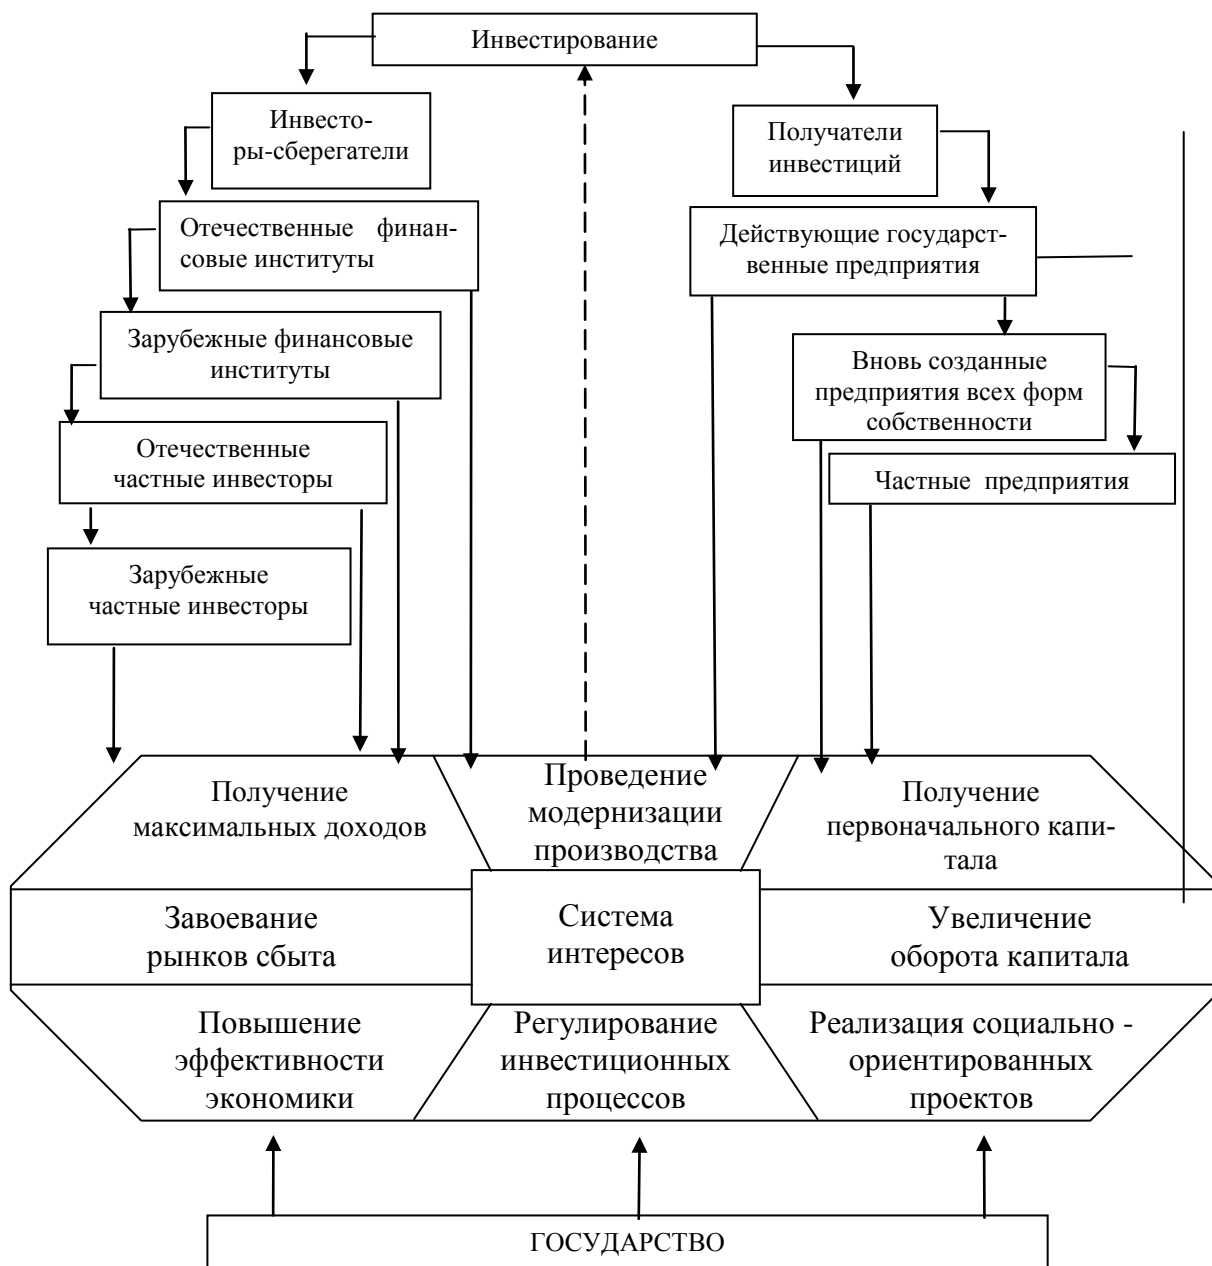 Инвестирование
Инвесто-
ры-сберегатели
Получатели
инвестиций
Отечественные финан-
совые институты
Действующие государст-
венные предприятия
Зарубежные финансовые
институты
Вновь созданные
предприятия всех форм
собственности
Отечественные
частные инвесторы
Частные предприятия
Зарубежные
частные инвесторы
Получение
максимальных доходов
Проведение
модернизации
производства
Получение
первоначального капи-
тала
Завоевание
рынков сбыта
Система
интересов
Увеличение
оборота капитала
Повышение
эффективности
экономики
Регулирование
инвестиционных
процессов
Реализация социально -
ориентированных
проектов
ГОСУДАРСТВО